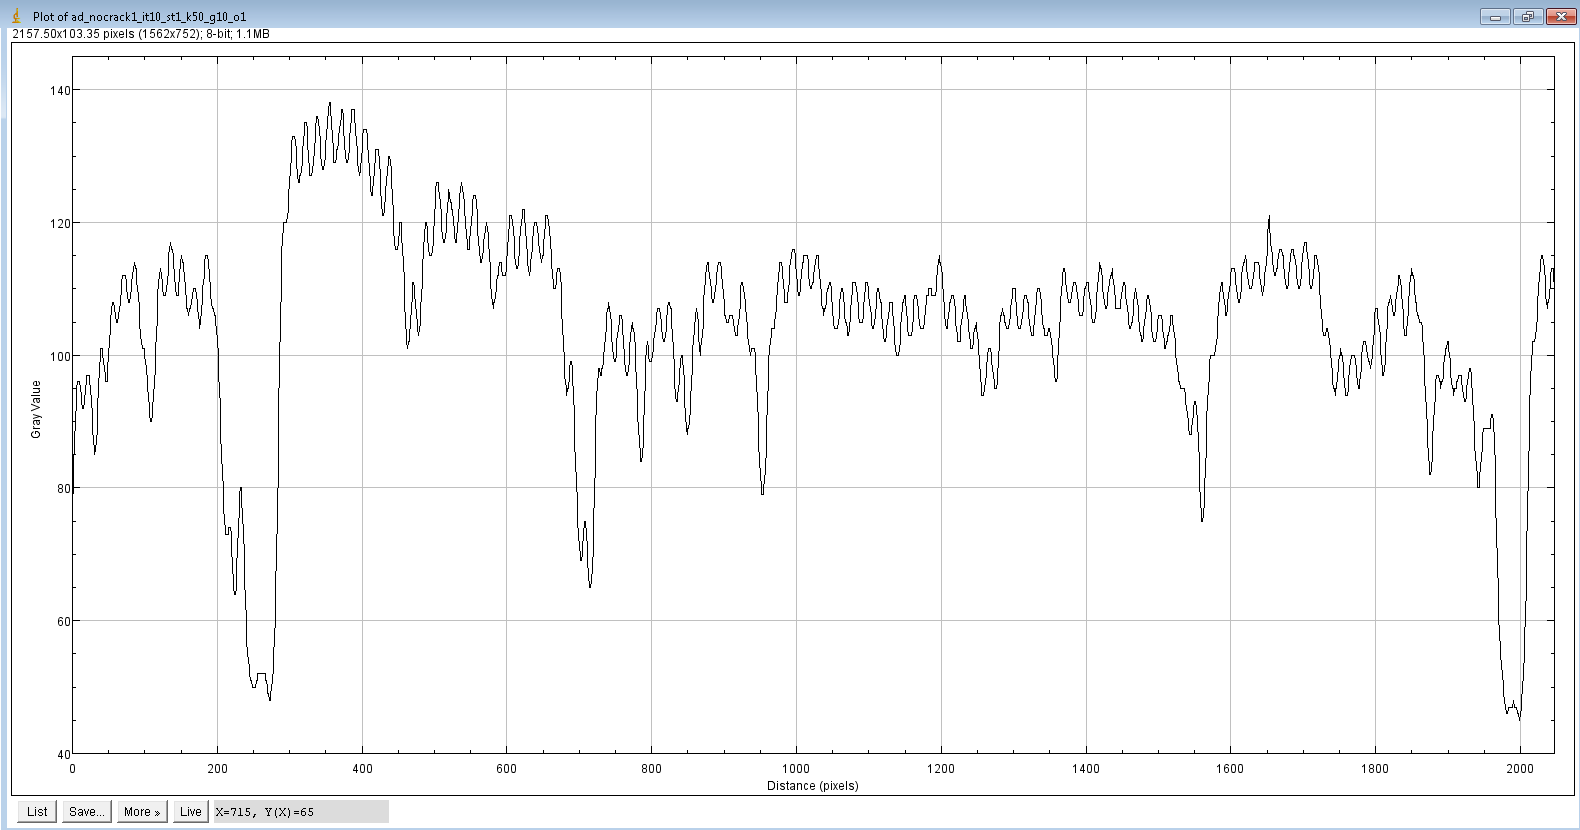 Plot of ad_nocrack1_it10_st1_k50_g10_o1
2157.50x103.35 pixels (1562x752); 8-bit; 1.1MB
140
120
100
80
60
40
Gray Value
0 200 400 600 800 1000 1200 1400 1600 1800 2000
Distance (pixels)
List Save... More » Live X=715, Y(X)=65